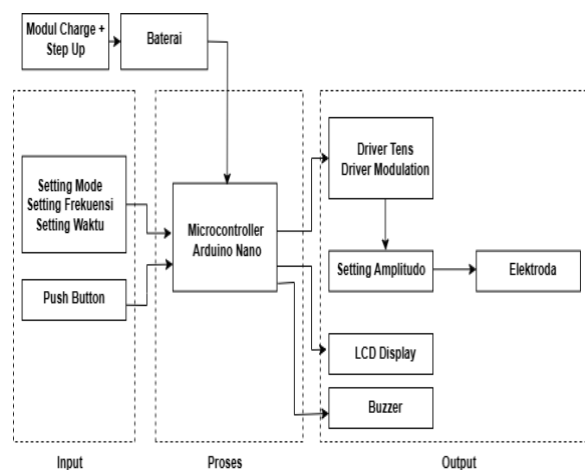 Modul Charge +
Step Up
Baterai
Setting Mode
Setting Frekuensi
Setting Waktu
Push Button
Microcontroller
Arduino Nano
Driver Tens
Driver Modulation
Setting Amplitudo
Elektroda
LCD Display
Buzzer
Input
Proses
Output